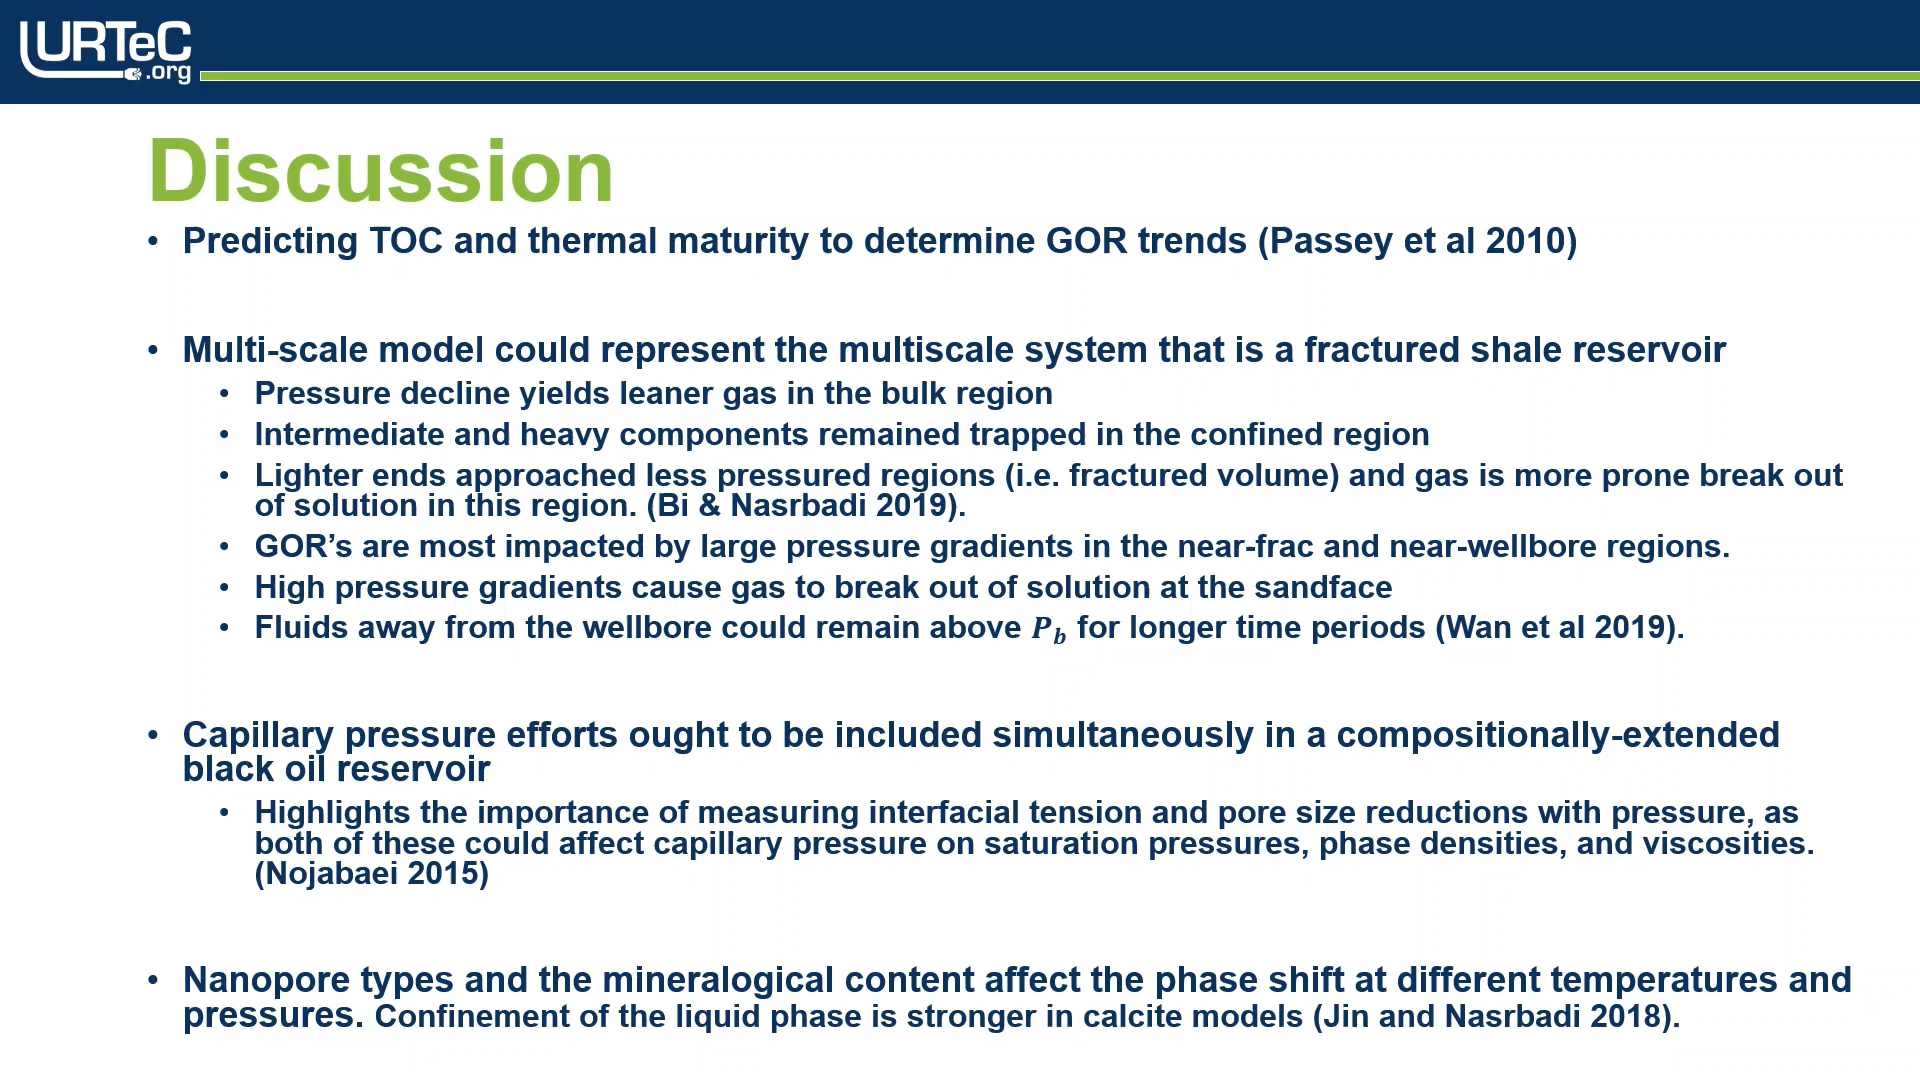 URTeC
.org
Discussion
• Predicting TOC and thermal maturity to determine GOR trends (Passey et al 2010)
• Multi-scale model could represent the multiscale system that is a fractured shale reservoir
• Pressure decline yields leaner gas in the bulk region
• Intermediate and heavy components remained trapped in the confined region
• Lighter ends approached less pressured regions (i.e. fractured volume) and gas is more prone break out
of solution in this region. (Bi & Nasrbadi 2019).
• GOR’s are most impacted by large pressure gradients in the near-frac and near-wellbore regions.
• High pressure gradients cause gas to break out of solution at the sandface
• Fluids away from the wellbore could remain above P_b for longer time periods (Wan et al 2019).
• Capillary pressure efforts ought to be included simultaneously in a compositionally-extended
black oil reservoir
• Highlights the importance of measuring interfacial tension and pore size reductions with pressure, as
both of these could affect capillary pressure on saturation pressures, phase densities, and viscosities.
(Nojabaei 2015)
• Nanopore types and the mineralogical content affect the phase shift at different temperatures and
pressures. Confinement of the liquid phase is stronger in calcite models (Jin and Nasrbadi 2018).